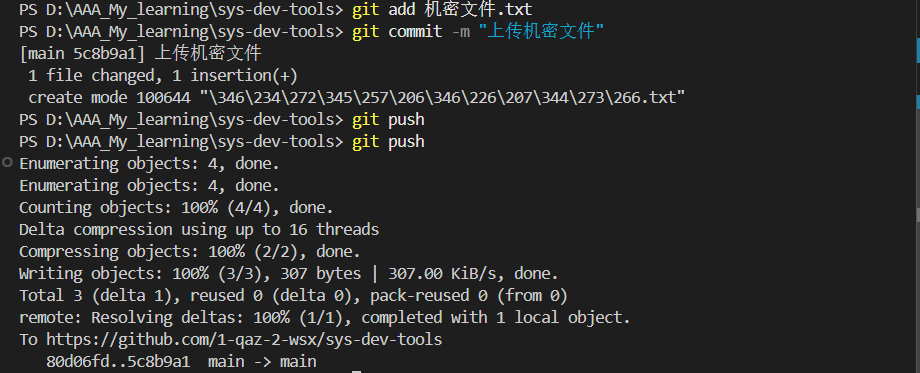 PS D:\AAA_My_learning\sys-dev-tools> git add 机密文件.txt
PS D:\AAA_My_learning\sys-dev-tools> git commit -m "上传机密文件"
[main 5c8b9a1] 上传机密文件
 1 file changed, 1 insertion(+)
 create mode 100644 "\346\234\272\345\257\206\346\226\207\344\273\266.txt"
PS D:\AAA_My_learning\sys-dev-tools> git push
PS D:\AAA_My_learning\sys-dev-tools> git push
Enumerating objects: 4, done.
Enumerating objects: 4, done.
Counting objects: 100% (4/4), done.
Delta compression using up to 16 threads
Compressing objects: 100% (2/2), done.
Writing objects: 100% (3/3), 307 bytes | 307.00 KiB/s, done.
Total 3 (delta 1), reused 0 (delta 0), pack-reused 0 (from 0)
remote: Resolving deltas: 100% (1/1), completed with 1 local object.
To https://github.com/1-qaz-2-wsx/sys-dev-tools
   80d06fd..5c8b9a1  main -> main